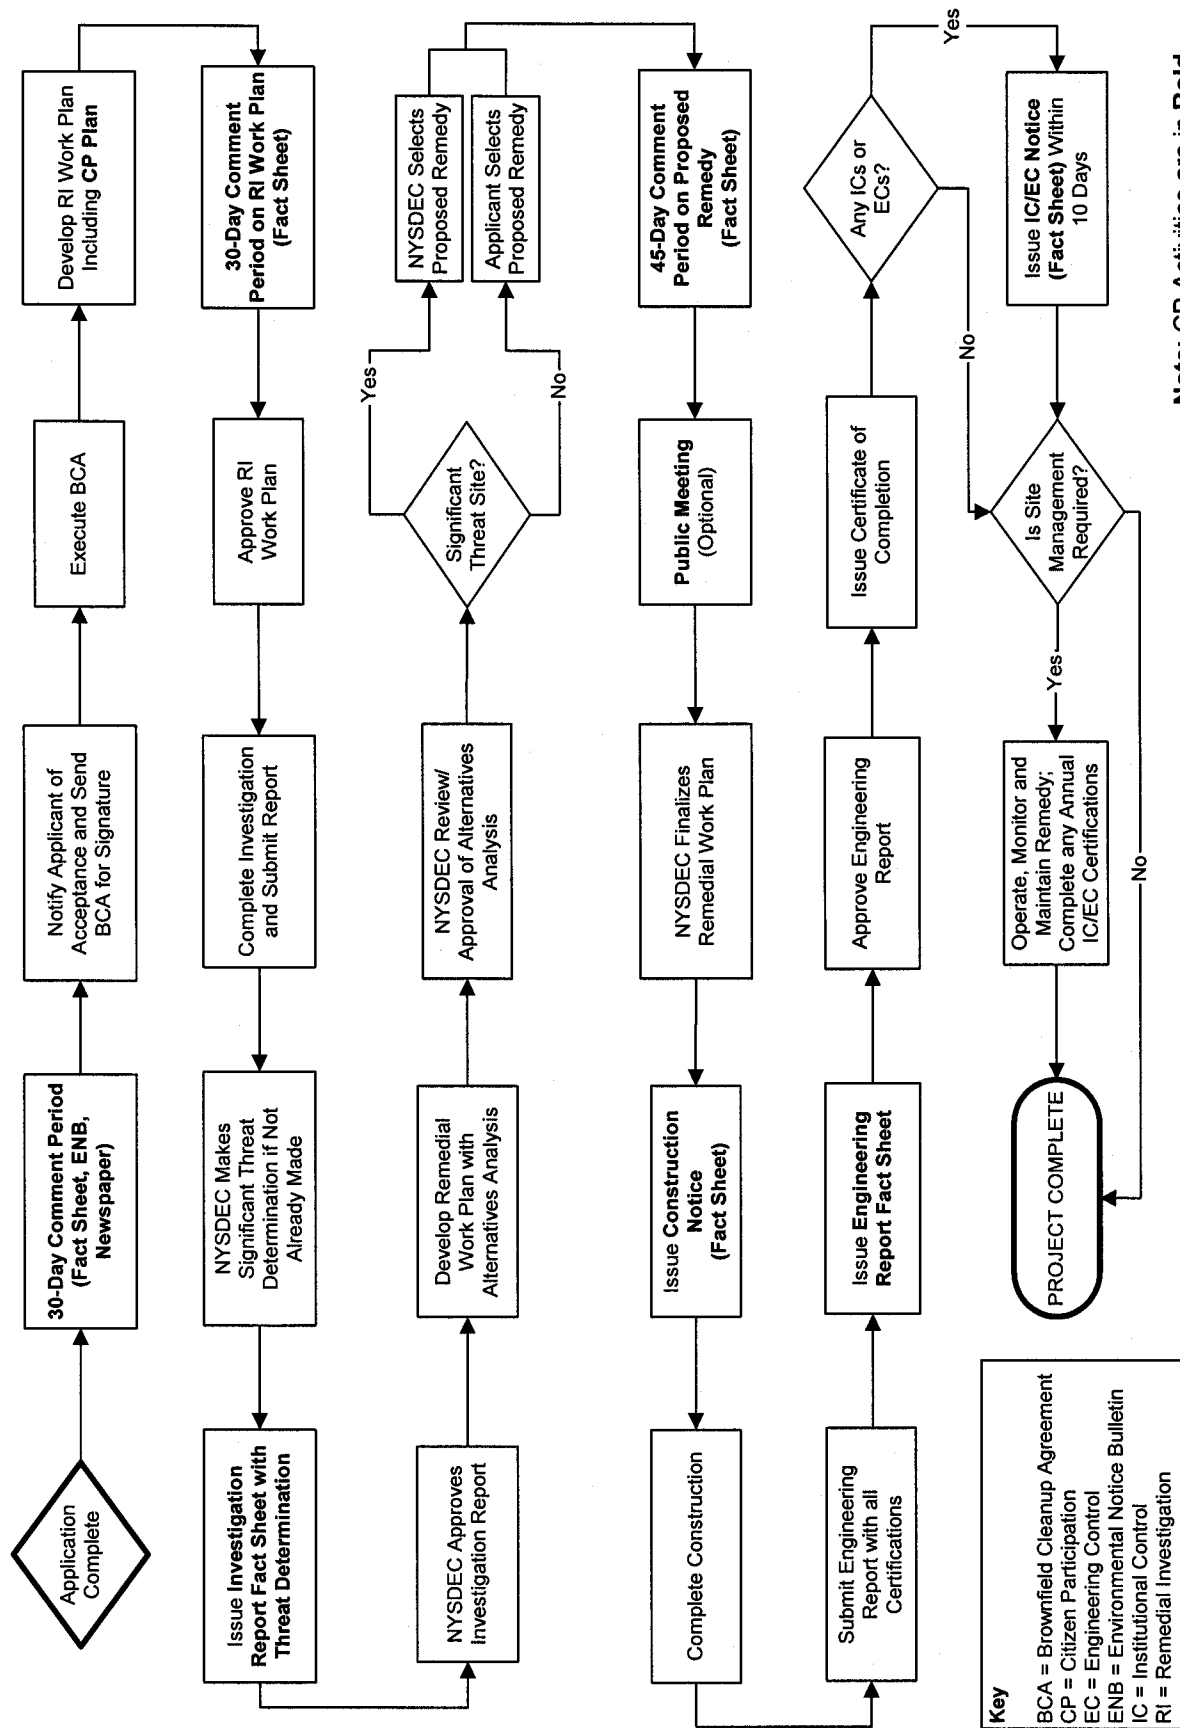 Application
Complete
30-Day Comment Period
(Fact Sheet, ENB,
Newspaper)
Notify Applicant of
Acceptance and Send
BCA for Signature
Execute BCA
Develop RI Work Plan
Including CP Plan
30-Day Comment
Period on RI Work Plan
(Fact Sheet)
Approve RI
Work Plan
Complete Investigation
and Submit Report
NYSDEC Makes
Significant Threat
Determination if Not
Already Made
Issue Investigation
Report Fact Sheet with
Threat Determination
NYSDEC Approves
Investigation Report
Develop Remedial
Work Plan with
Alternatives Analysis
NYSDEC Review/
Approval of Alternatives
Analysis
Significant
Threat Site?
Yes
No
NYSDEC Selects
Proposed Remedy
Applicant Selects
Proposed Remedy
45-Day Comment
Period on Proposed
Remedy
(Fact Sheet)
Public Meeting
(Optional)
NYSDEC Finalizes
Remedial Work Plan
Issue Construction
Notice
(Fact Sheet)
Complete Construction
Submit Engineering
Report with all
Certifications
Issue Engineering
Report Fact Sheet
Approve Engineering
Report
Issue Certificate of
Completion
Any ICs or
ECs?
Yes
No
Issue IC/EC Notice
(Fact Sheet) Within
10 Days
Is Site
Management
Required?
Yes
No
Operate, Monitor and
Maintain Remedy;
Complete any Annual
IC/EC Certifications
PROJECT COMPLETE
Key
BCA = Brownfield Cleanup Agreement
CP = Citizen Participation
EC = Engineering Control
ENB = Environmental Notice Bulletin
IC = Institutional Control
RI = Remedial Investigation
Note: CP Activities are in Bold